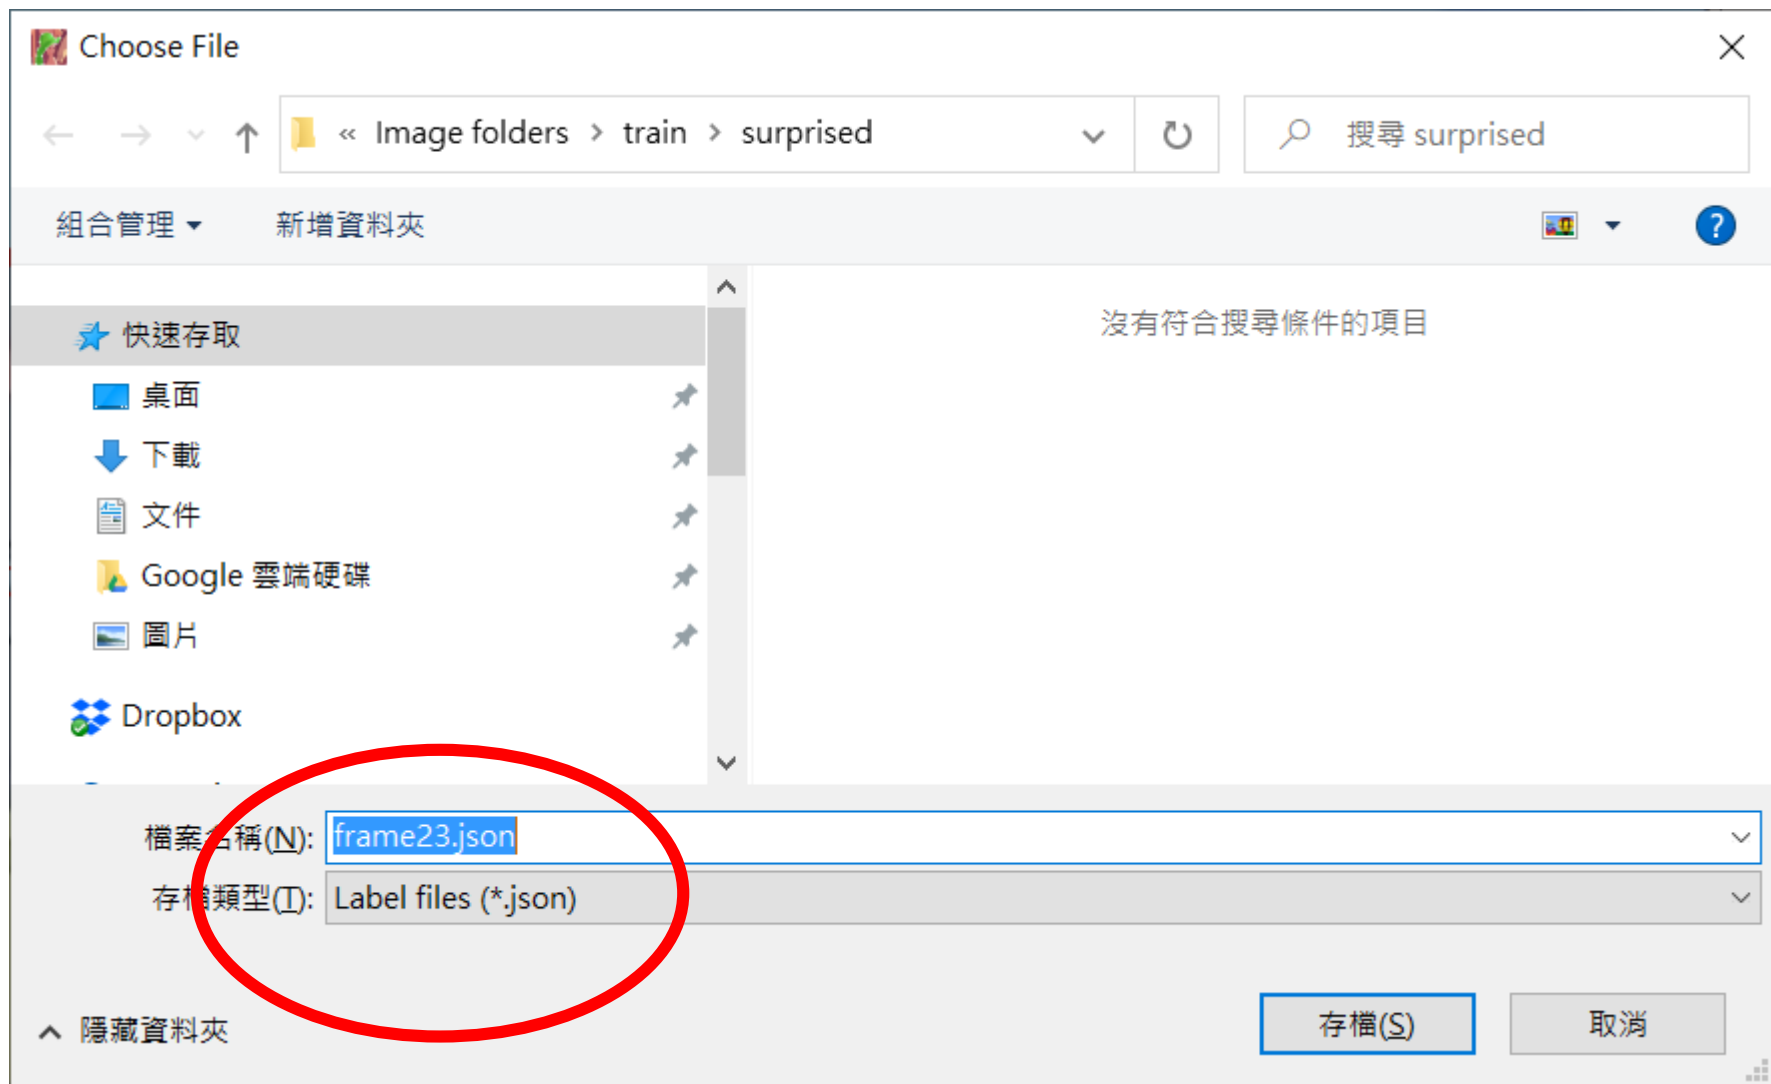 Choose File
« Image folders > train > surprised
搜尋 surprised
組合管理 新增資料夾
快速存取
沒有符合搜尋條件的項目
桌面
下載
文件
Google 雲端硬碟
圖片
Dropbox
檔案名稱(N): frame23.json
存檔類型(T): Label files (*.json)
隱藏資料夾
存檔(S) 取消